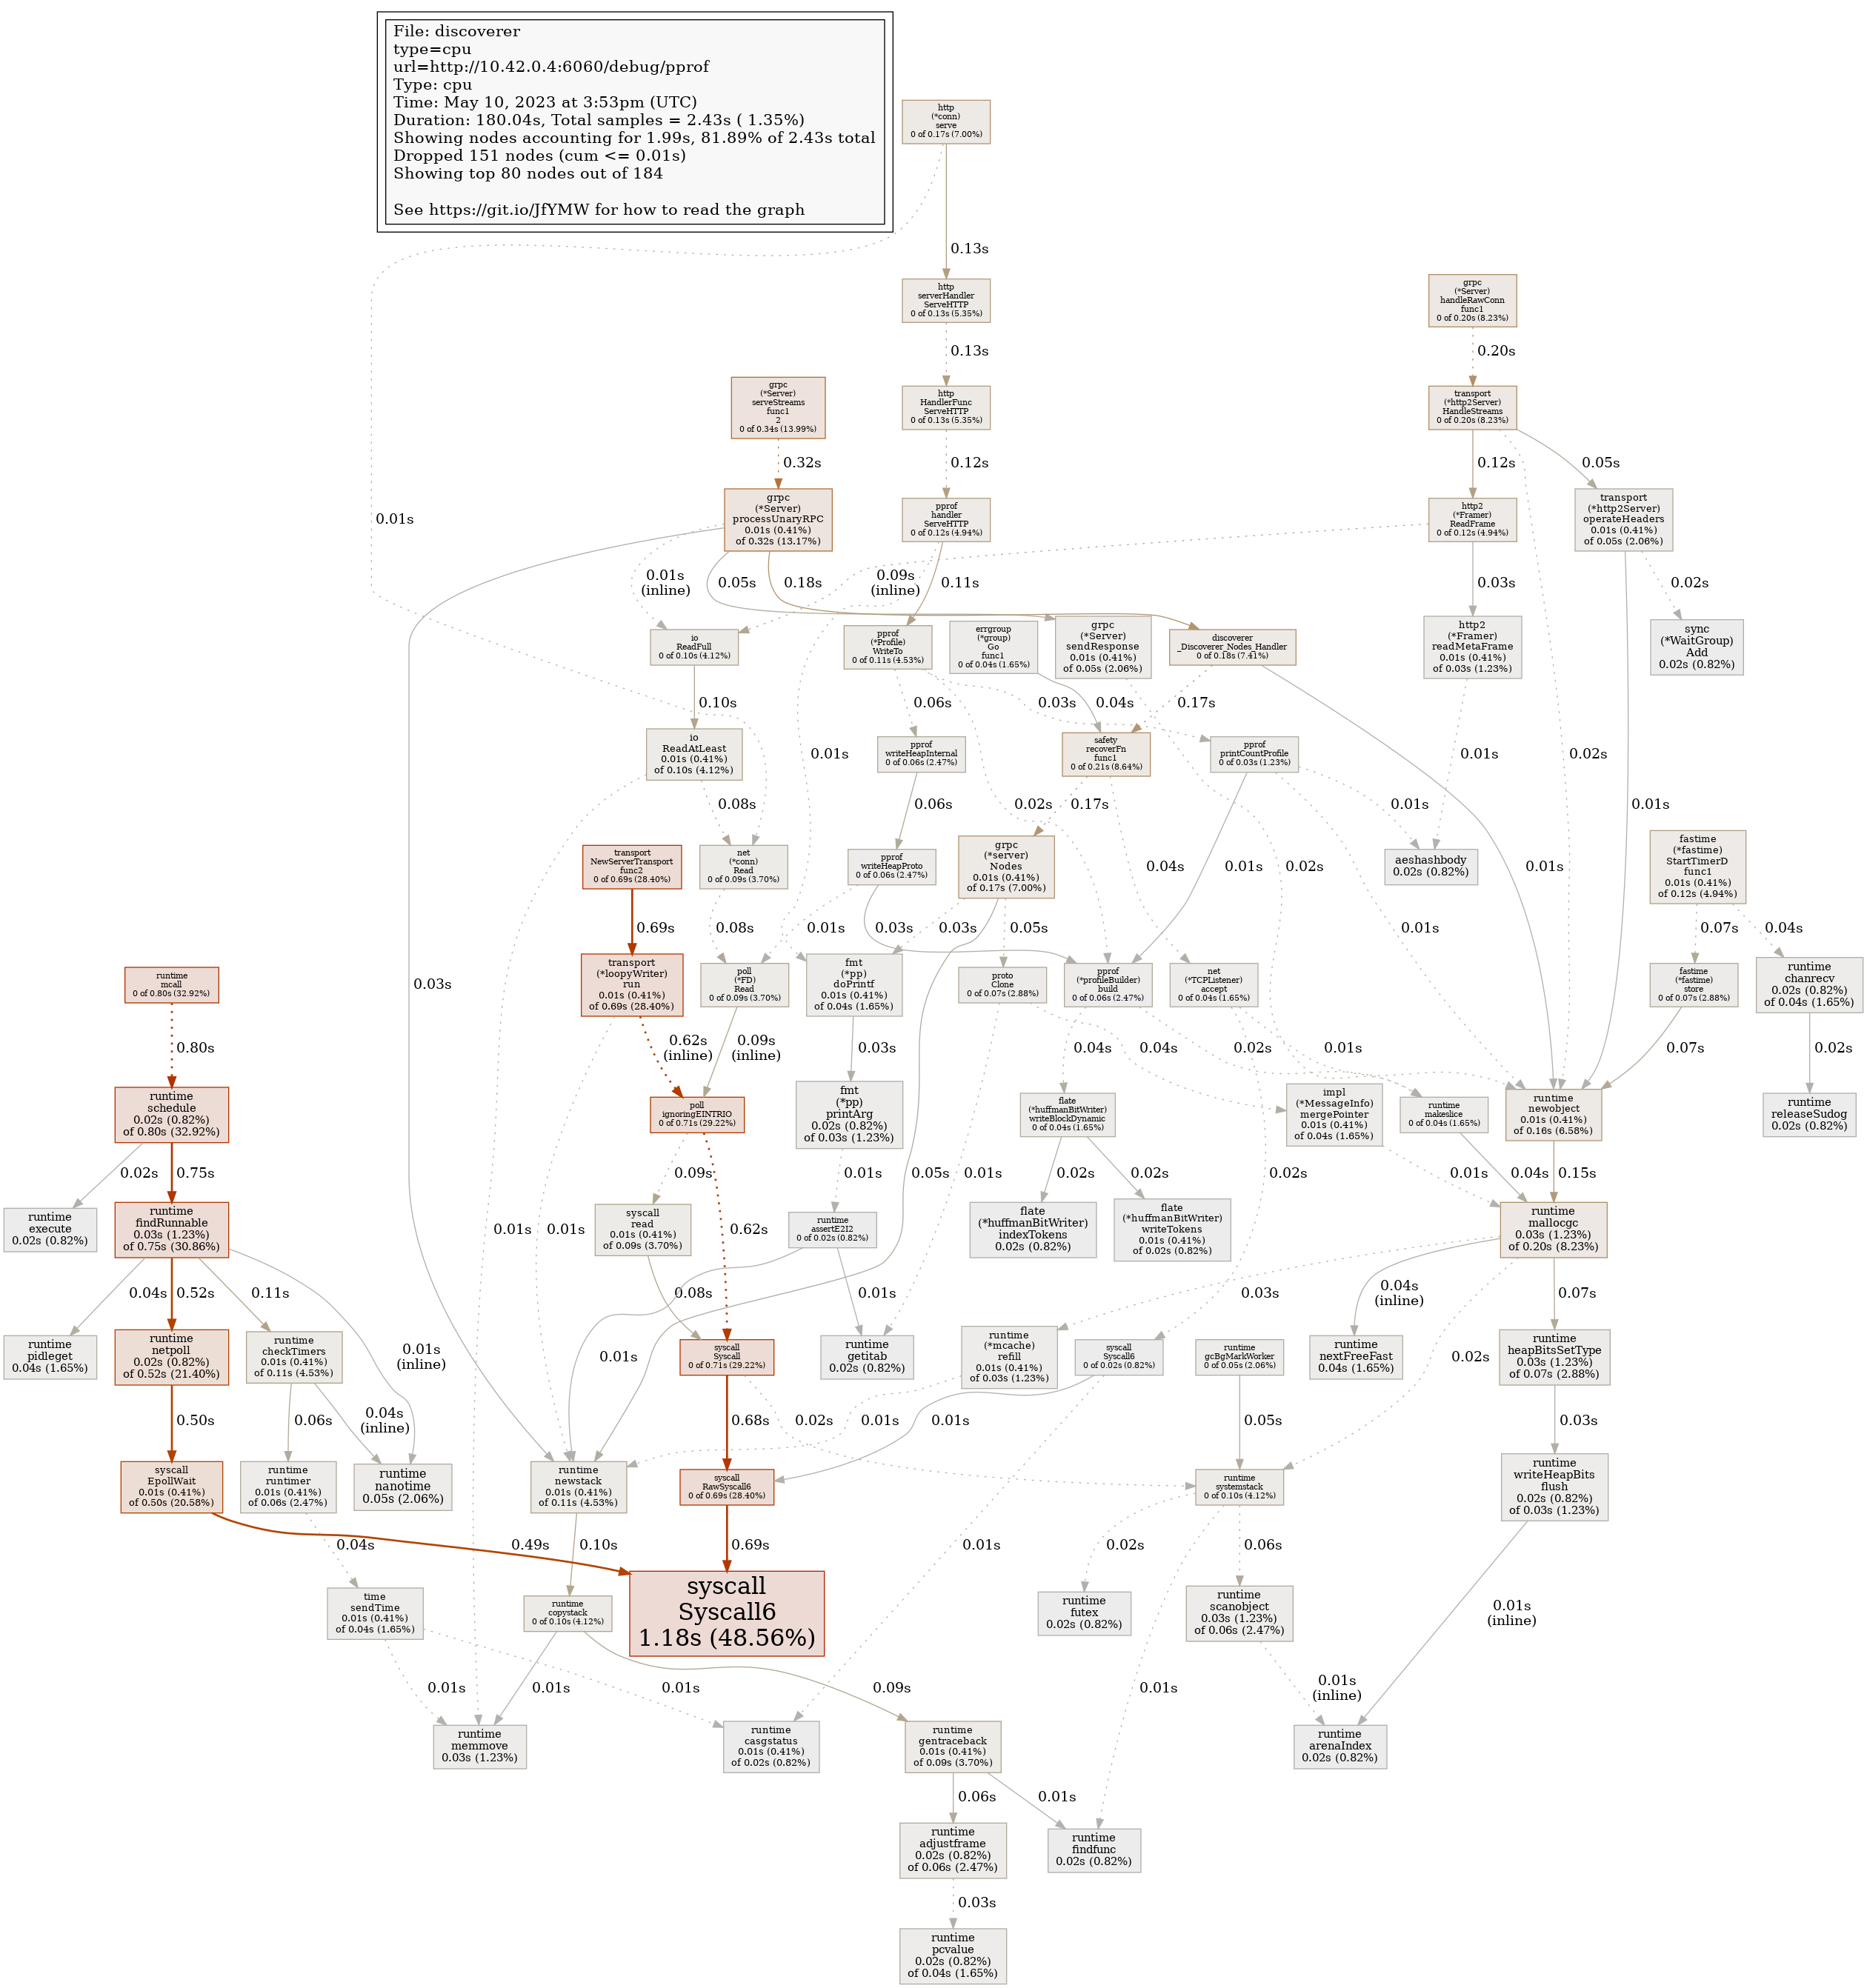 File: discoverer
type=cpu
url=http://10.42.0.4:6060/debug/pprof
Type: cpu
Time: May 10, 2023 at 3:53pm (UTC)
Duration: 180.04s, Total samples = 2.43s ( 1.35%)
Showing nodes accounting for 1.99s, 81.89% of 2.43s total
Dropped 151 nodes (cum <= 0.01s)
Showing top 80 nodes out of 184
See https://git.io/JfYMW for how to read the graph
http
(*conn)
serve
0 of 0.17s (7.00%)
0.13s
http
serverHandler
ServeHTTP
0 of 0.13s (5.35%)
grpc
(*Server)
handleRawConn
func1
0 of 0.20s (8.23%)
0.13s
0.20s
grpc
(*Server)
serveStreams
func1
2
0 of 0.34s (13.99%)
http
HandlerFunc
ServeHTTP
0 of 0.13s (5.35%)
transport
(*http2Server)
HandleStreams
0 of 0.20s (8.23%)
0.32s
0.12s
0.12s
0.05s
0.01s
grpc
(*Server)
processUnaryRPC
0.01s (0.41%)
of 0.32s (13.17%)
pprof
handler
ServeHTTP
0 of 0.12s (4.94%)
http2
(*Framer)
ReadFrame
0 of 0.12s (4.94%)
transport
(*http2Server)
operateHeaders
0.01s (0.41%)
of 0.05s (2.06%)
0.01s
(inline)
0.05s
0.18s
0.09s
(inline)
0.11s
0.03s
0.02s
io
ReadFull
0 of 0.10s (4.12%)
pprof
(*Profile)
WriteTo
0 of 0.11s (4.53%)
errgroup
(*group)
Go
func1
0 of 0.04s (1.65%)
grpc
(*Server)
sendResponse
0.01s (0.41%)
of 0.05s (2.06%)
discoverer
_Discoverer_Nodes_Handler
0 of 0.18s (7.41%)
http2
(*Framer)
readMetaFrame
0.01s (0.41%)
of 0.03s (1.23%)
sync
(*WaitGroup)
Add
0.02s (0.82%)
0.10s
0.01s
0.06s
0.03s
0.04s
0.17s
0.01s
0.02s
io
ReadAtLeast
0.01s (0.41%)
of 0.10s (4.12%)
pprof
writeHeapInternal
0 of 0.06s (2.47%)
safety
recoverFn
func1
0 of 0.21s (8.64%)
pprof
printCountProfile
0 of 0.03s (1.23%)
0.08s
0.06s
0.02s
0.17s
0.01s
0.01s
transport
NewServerTransport
func2
0 of 0.69s (28.40%)
net
(*conn)
Read
0 of 0.09s (3.70%)
pprof
writeHeapProto
0 of 0.06s (2.47%)
grpc
(*server)
Nodes
0.01s (0.41%)
of 0.17s (7.00%)
0.04s
0.01s
0.02s
aeshashbody
0.02s (0.82%)
0.01s
fastime
(*fastime)
StartTimerD
func1
0.01s (0.41%)
of 0.12s (4.94%)
0.69s
0.08s
0.01s
0.03s
0.03s
0.05s
0.01s
0.07s
0.04s
runtime
mcall
0 of 0.80s (32.92%)
0.03s
transport
(*loopyWriter)
run
0.01s (0.41%)
of 0.69s (28.40%)
poll
(*FD)
Read
0 of 0.09s (3.70%)
fmt
(*pp)
doPrintf
0.01s (0.41%)
of 0.04s (1.65%)
proto
Clone
0 of 0.07s (2.88%)
pprof
(*profileBuilder)
build
0 of 0.06s (2.47%)
net
(*TCPListener)
accept
0 of 0.04s (1.65%)
fastime
(*fastime)
store
0 of 0.07s (2.88%)
runtime
chanrecv
0.02s (0.82%)
of 0.04s (1.65%)
0.80s
0.62s
(inline)
0.09s
(inline)
0.03s
0.04s
0.04s
0.02s
0.01s
0.07s
0.02s
runtime
schedule
0.02s (0.82%)
of 0.80s (32.92%)
poll
ignoringEINTRIO
0 of 0.71s (29.22%)
fmt
(*pp)
printArg
0.02s (0.82%)
of 0.03s (1.23%)
flate
(*huffmanBitWriter)
writeBlockDynamic
0 of 0.04s (1.65%)
impl
(*MessageInfo)
mergePointer
0.01s (0.41%)
of 0.04s (1.65%)
runtime
makeslice
0 of 0.04s (1.65%)
runtime
newobject
0.01s (0.41%)
of 0.16s (6.58%)
runtime
releaseSudog
0.02s (0.82%)
0.02s
0.75s
0.01s
0.01s
0.09s
0.62s
0.01s
0.05s
0.01s
0.02s
0.02s
0.02s
0.01s
0.04s
0.15s
runtime
execute
0.02s (0.82%)
runtime
findRunnable
0.03s (1.23%)
of 0.75s (30.86%)
syscall
read
0.01s (0.41%)
of 0.09s (3.70%)
runtime
assertE2I2
0 of 0.02s (0.82%)
flate
(*huffmanBitWriter)
indexTokens
0.02s (0.82%)
flate
(*huffmanBitWriter)
writeTokens
0.01s (0.41%)
of 0.02s (0.82%)
runtime
mallocgc
0.03s (1.23%)
of 0.20s (8.23%)
0.04s
0.52s
0.11s
0.01s
(inline)
0.08s
0.01s
0.01s
0.03s
0.04s
(inline)
0.02s
0.07s
runtime
pidleget
0.04s (1.65%)
runtime
netpoll
0.02s (0.82%)
of 0.52s (21.40%)
runtime
checkTimers
0.01s (0.41%)
of 0.11s (4.53%)
syscall
Syscall
0 of 0.71s (29.22%)
runtime
getitab
0.02s (0.82%)
runtime
(*mcache)
refill
0.01s (0.41%)
of 0.03s (1.23%)
syscall
Syscall6
0 of 0.02s (0.82%)
runtime
gcBgMarkWorker
0 of 0.05s (2.06%)
runtime
nextFreeFast
0.04s (1.65%)
runtime
heapBitsSetType
0.03s (1.23%)
of 0.07s (2.88%)
0.50s
0.06s
0.04s
(inline)
0.68s
0.02s
0.01s
0.01s
0.05s
0.03s
syscall
EpollWait
0.01s (0.41%)
of 0.50s (20.58%)
runtime
runtimer
0.01s (0.41%)
of 0.06s (2.47%)
runtime
nanotime
0.05s (2.06%)
runtime
newstack
0.01s (0.41%)
of 0.11s (4.53%)
syscall
RawSyscall6
0 of 0.69s (28.40%)
runtime
systemstack
0 of 0.10s (4.12%)
runtime
writeHeapBits
flush
0.02s (0.82%)
of 0.03s (1.23%)
0.04s
0.49s
0.10s
0.69s
0.01s
0.02s
0.06s
time
sendTime
0.01s (0.41%)
of 0.04s (1.65%)
runtime
copystack
0 of 0.10s (4.12%)
syscall
Syscall6
1.18s (48.56%)
runtime
futex
0.02s (0.82%)
runtime
scanobject
0.03s (1.23%)
of 0.06s (2.47%)
0.01s
(inline)
0.01s
0.01s
0.01s
0.09s
0.01s
0.01s
(inline)
runtime
memmove
0.03s (1.23%)
runtime
casgstatus
0.01s (0.41%)
of 0.02s (0.82%)
runtime
gentraceback
0.01s (0.41%)
of 0.09s (3.70%)
runtime
arenaIndex
0.02s (0.82%)
0.06s
0.01s
runtime
adjustframe
0.02s (0.82%)
of 0.06s (2.47%)
runtime
findfunc
0.02s (0.82%)
0.03s
runtime
pcvalue
0.02s (0.82%)
of 0.04s (1.65%)